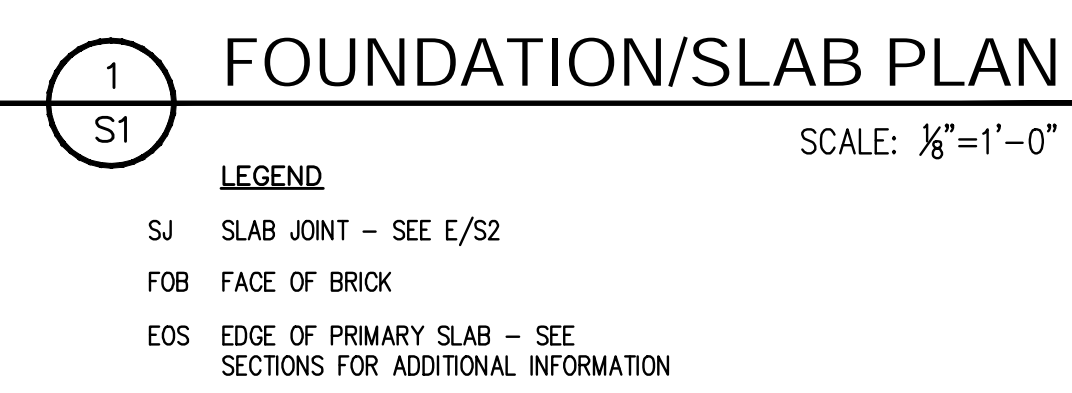 1
S1
FOUNDATION/SLAB PLAN
SCALE: ⅛"=1'-0"
LEGEND
SJ SLAB JOINT – SEE E/S2
FOB FACE OF BRICK
EOS EDGE OF PRIMARY SLAB – SEE
SECTIONS FOR ADDITIONAL INFORMATION